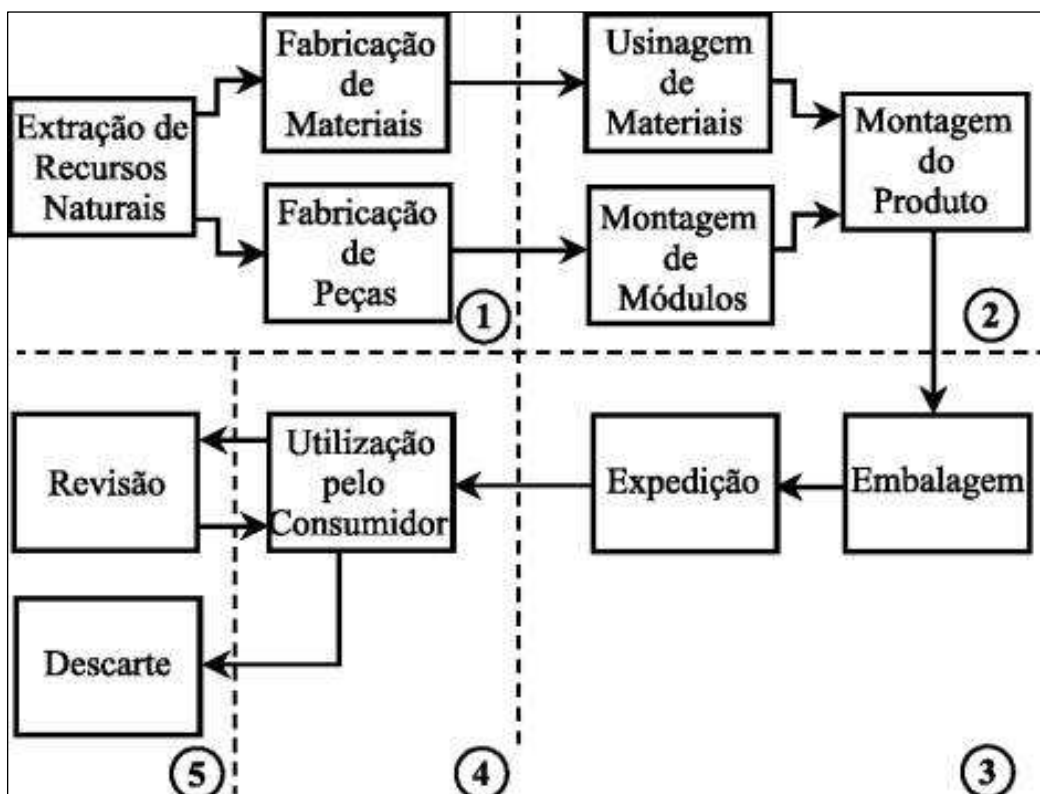 Extração de
Recursos
Naturais
Fabricação
de
Materiais
Fabricação
de
Peças
1
Usinagem
de
Materiais
Montagem
de
Módulos
Montagem
do
Produto
2
Embalagem
Expedição
3
Utilização
pelo
Consumidor
4
Revisão
Descarte
5